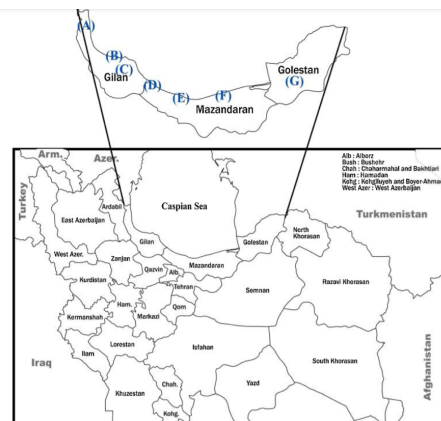 (A)
(B)
(C)
Gilan
(D)
(E)
(F)
Mazandaran
Golestan
(G)
Arm.
Azer.
Turkey
Caspian Sea
Alb : Alborz
Bush : Bushehr
Chah : Chaharmahal and Bakhtiari
Ham : Hamadan
Kohg : Kohgiluyeh and Boyer-Ahmad
West Azer : West Azerbaijan
Turkmenistan
Ardabil
East Azerbaijan
West Azer.
Gilan
Golestan
North
Khorasan
Zanjan
Qazvin
Alb.
Mazandaran
Tehran
Semnan
Razavi Khorasan
Kurdistan
Ham.
Markazi
Qom
Kermanshah
Lorestan
Ilam
Isfahan
South Khorasan
Iraq
Khuzestan
Chah.
Kohg.
Yazd
Afghanistan